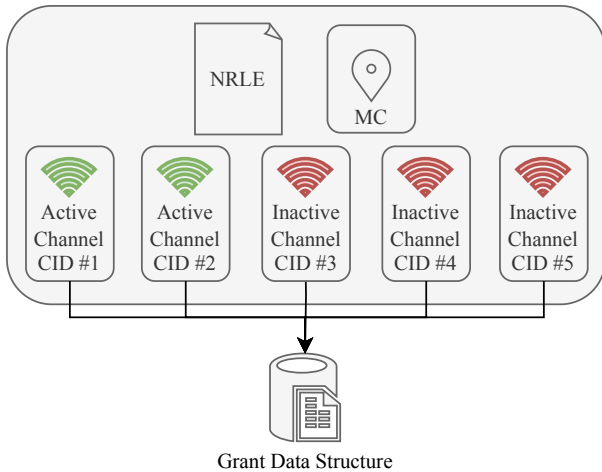 NRLE
MC
Active
Channel
CID #1
Active
Channel
CID #2
Inactive
Channel
CID #3
Inactive
Channel
CID #4
Inactive
Channel
CID #5
Grant Data Structure